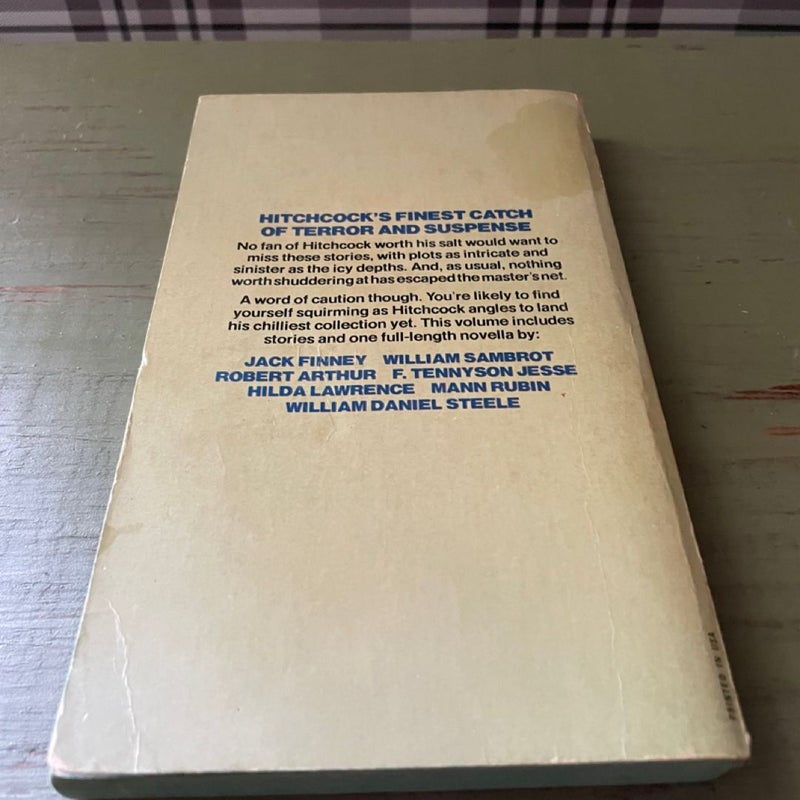 HITCHCOCK'S FINEST CATCH
OF TERROR AND SUSPENSE
No fan of Hitchcock worth his salt would want to
miss these stories, with plots as intricate and
sinister as the icy depths. And, as usual, nothing
worth shuddering at has escaped the master's net.
A word of caution though. You're likely to find
yourself squirming as Hitchcock angles to land
his chilliest collection yet. This volume includes
stories and one full-length novella by:
JACK FINNEY WILLIAM SAMBROT
ROBERT ARTHUR F. TENNYSON JESSE
HILDA LAWRENCE MANN RUBIN
WILLIAM DANIEL STEELE
PRINTED IN USA